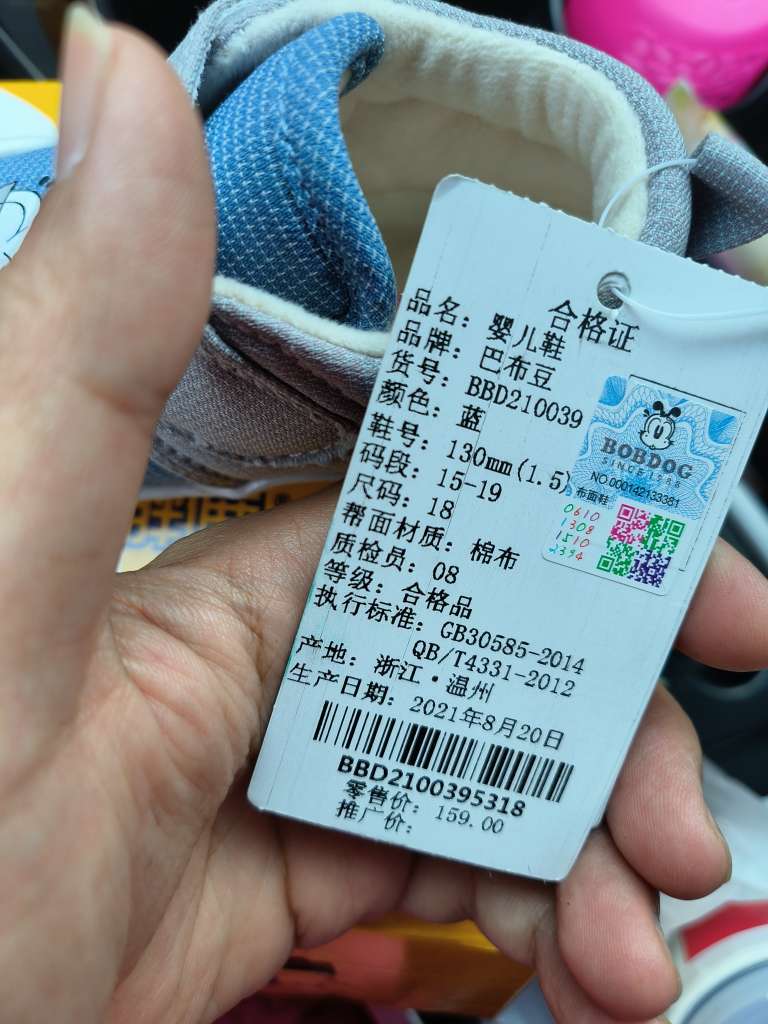 合格证
品名: 婴儿鞋
品牌: 巴布豆
货号: BBD210039
颜色: 蓝
鞋号: 130mm(1.5)
码段: 15-19
尺码: 18
帮面材质: 棉布
质检员: 08
等级: 合格品
执行标准: GB30585-2014
QB/T4331-2012
产地: 浙江·温州
生产日期: 2021年8月20日
BBD2100395318
零售价: 159.00
推广价:
BOBDOG
SINCE 1986
NO.000142133361
布面鞋
0610
1308
1510
2394